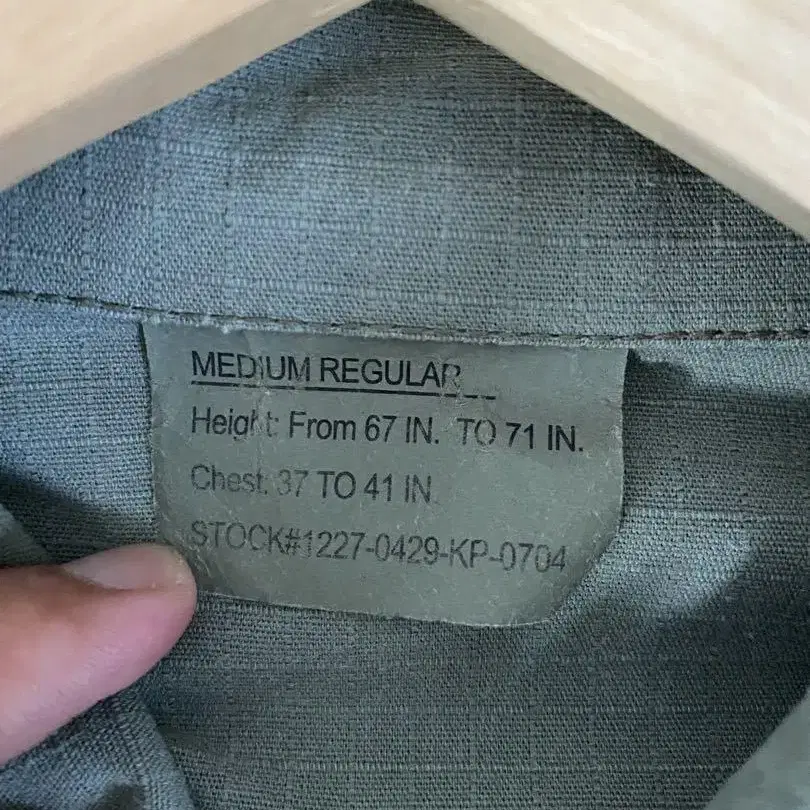 MEDIUM REGULAR
Height: From 67 IN. TO 71 IN.
Chest: 37 TO 41 IN.
STOCK#1227-0429-KP-0704